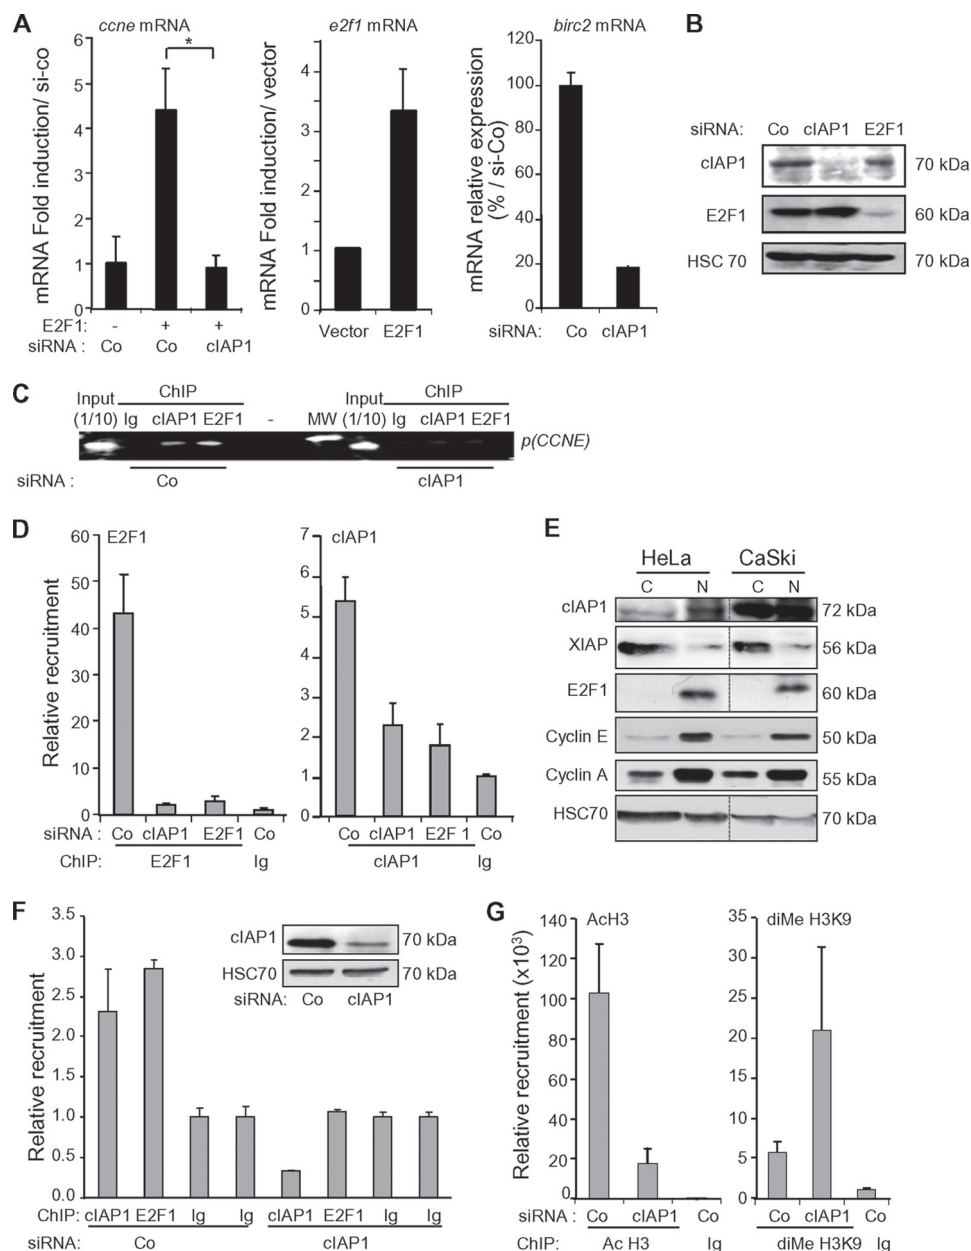 A
ccne mRNA
mRNA Fold induction/ si-co
6
5
4
3
2
1
0
*
E2F1: - + +
siRNA : Co Co cIAP1
e2f1 mRNA
mRNA Fold induction/ vector
4
3
2
1
0
Vector E2F1
birc2 mRNA
mRNA relative expression
(% / si-Co)
120
100
80
60
40
20
0
siRNA: Co cIAP1
B
siRNA: Co cIAP1 E2F1
cIAP1 70 kDa
E2F1 60 kDa
HSC 70 70 kDa
C
Input ChIP Input ChIP
(1/10) Ig cIAP1 E2F1 - MW (1/10) Ig cIAP1 E2F1
p(CCNE)
siRNA : Co cIAP1
D
E2F1
Relative recruitment
60
50
40
30
20
10
0
siRNA : Co cIAP1 E2F1 Co
ChIP: E2F1 Ig
cIAP1
7
6
5
4
3
2
1
0
Co cIAP1 E2F 1 Co
cIAP1 Ig
E
HeLa CaSki
C N C N
cIAP1 72 kDa
XIAP 56 kDa
E2F1 60 kDa
Cyclin E 50 kDa
Cyclin A 55 kDa
HSC70 70 kDa
F
Relative recruitment
3.5
3.0
2.5
2.0
1.5
1.0
0.5
0.0
cIAP1 70 kDa
HSC70 70 kDa
siRNA: Co cIAP1
ChIP: cIAP1 E2F1 Ig Ig cIAP1 E2F1 Ig Ig
siRNA: Co cIAP1
G
AcH3
Relative recruitment (x10³)
140
120
100
80
60
40
20
0
siRNA : Co cIAP1 Co
ChIP: Ac H3 Ig
diMe H3K9
35
30
25
20
15
10
5
0
Co cIAP1 Co
diMe H3K9 Ig